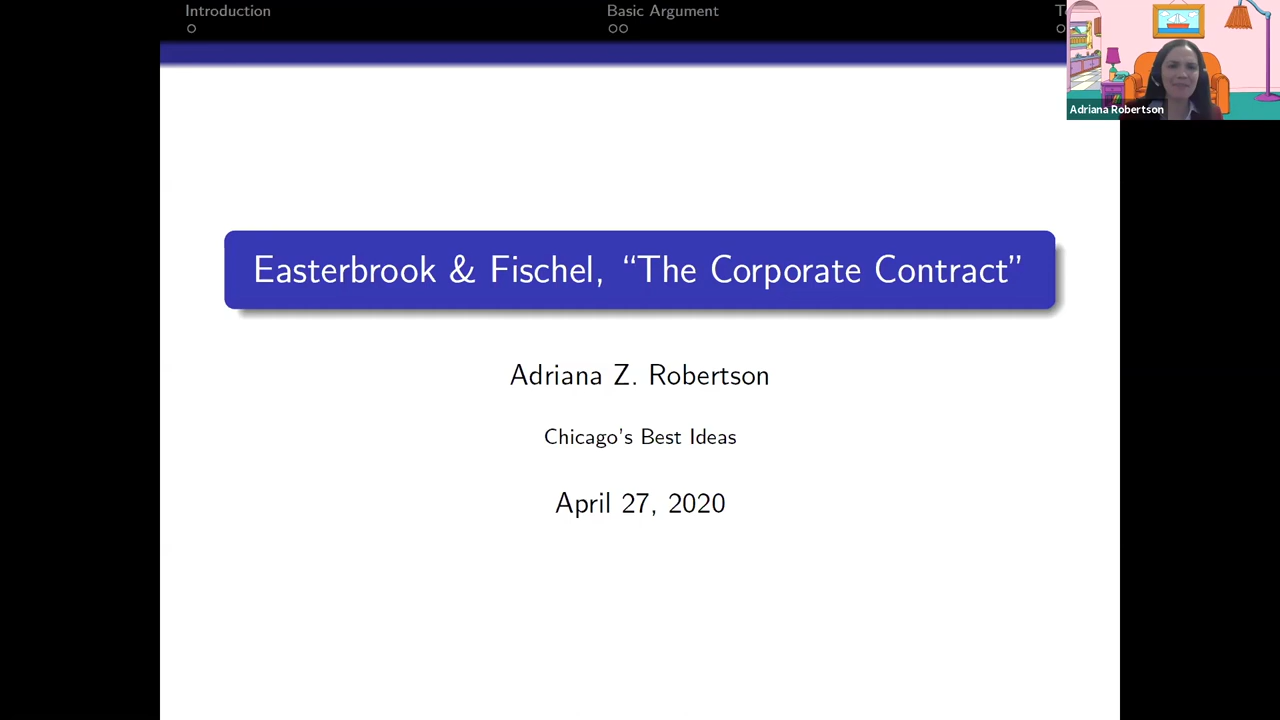 Introduction
Basic Argument
Adriana Robertson
Easterbrook & Fischel, “The Corporate Contract”
Adriana Z. Robertson
Chicago's Best Ideas
April 27, 2020